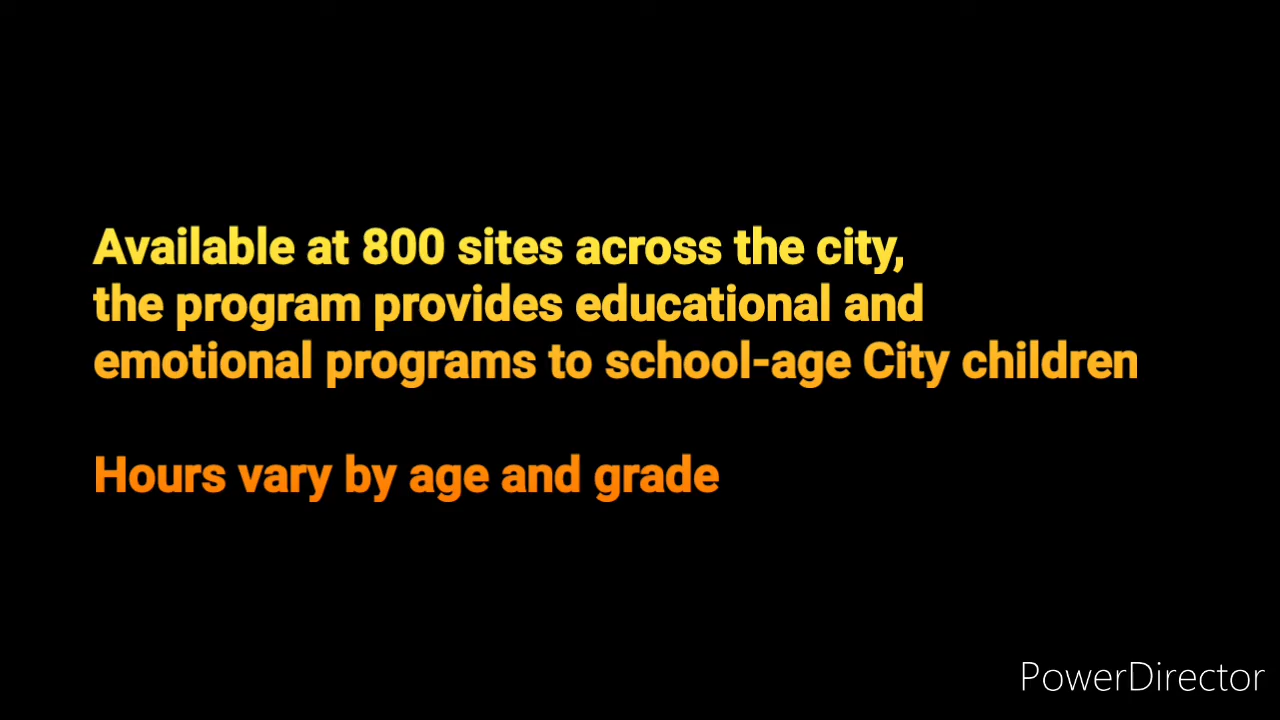 Available at 800 sites across the city,
the program provides educational and
emotional programs to school-age City children
Hours vary by age and grade
PowerDirector